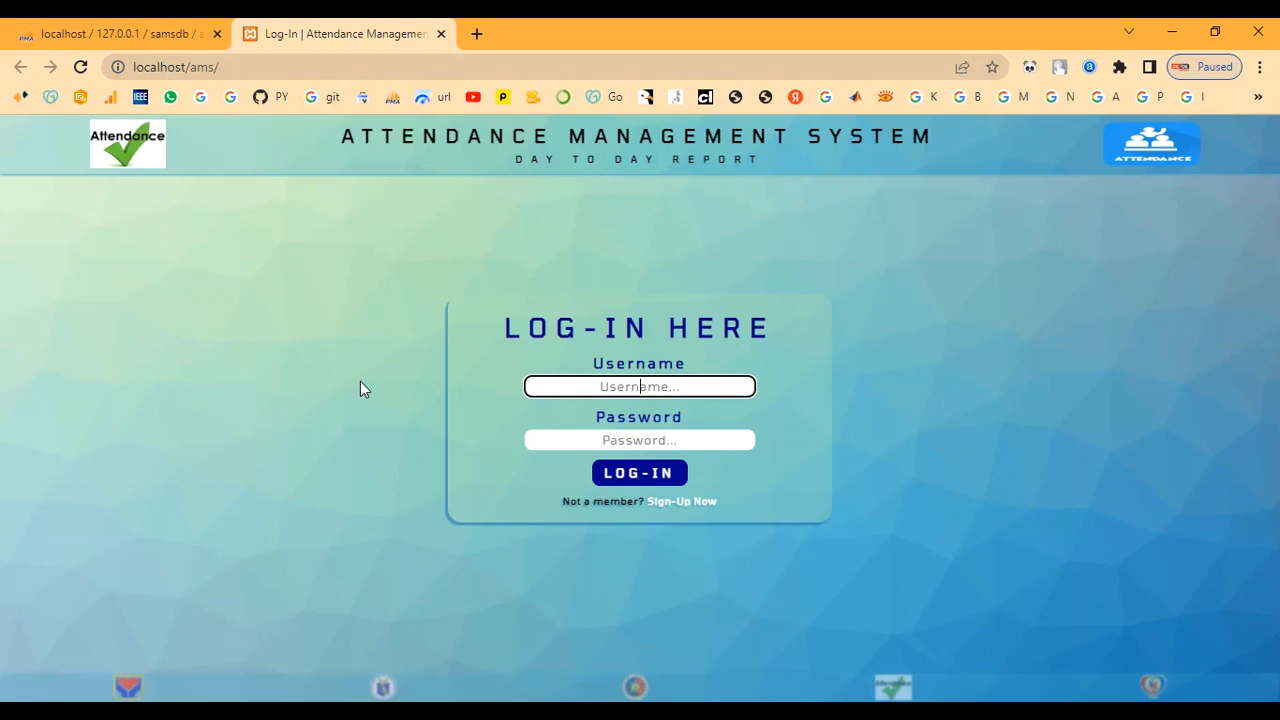 localhost / 127.0.0.1 / samsdb / a
Log-In | Attendance Managemen
localhost/ams/
Paused
IEEE G G PY G git url P Go G K G B G M G N G A G P G I »
Attendance
ATTENDANCE MANAGEMENT SYSTEM
DAY TO DAY REPORT
ATTENDANCE
LOG-IN HERE
Username
Username...
Password
Password...
LOG-IN
Not a member? Sign-Up Now